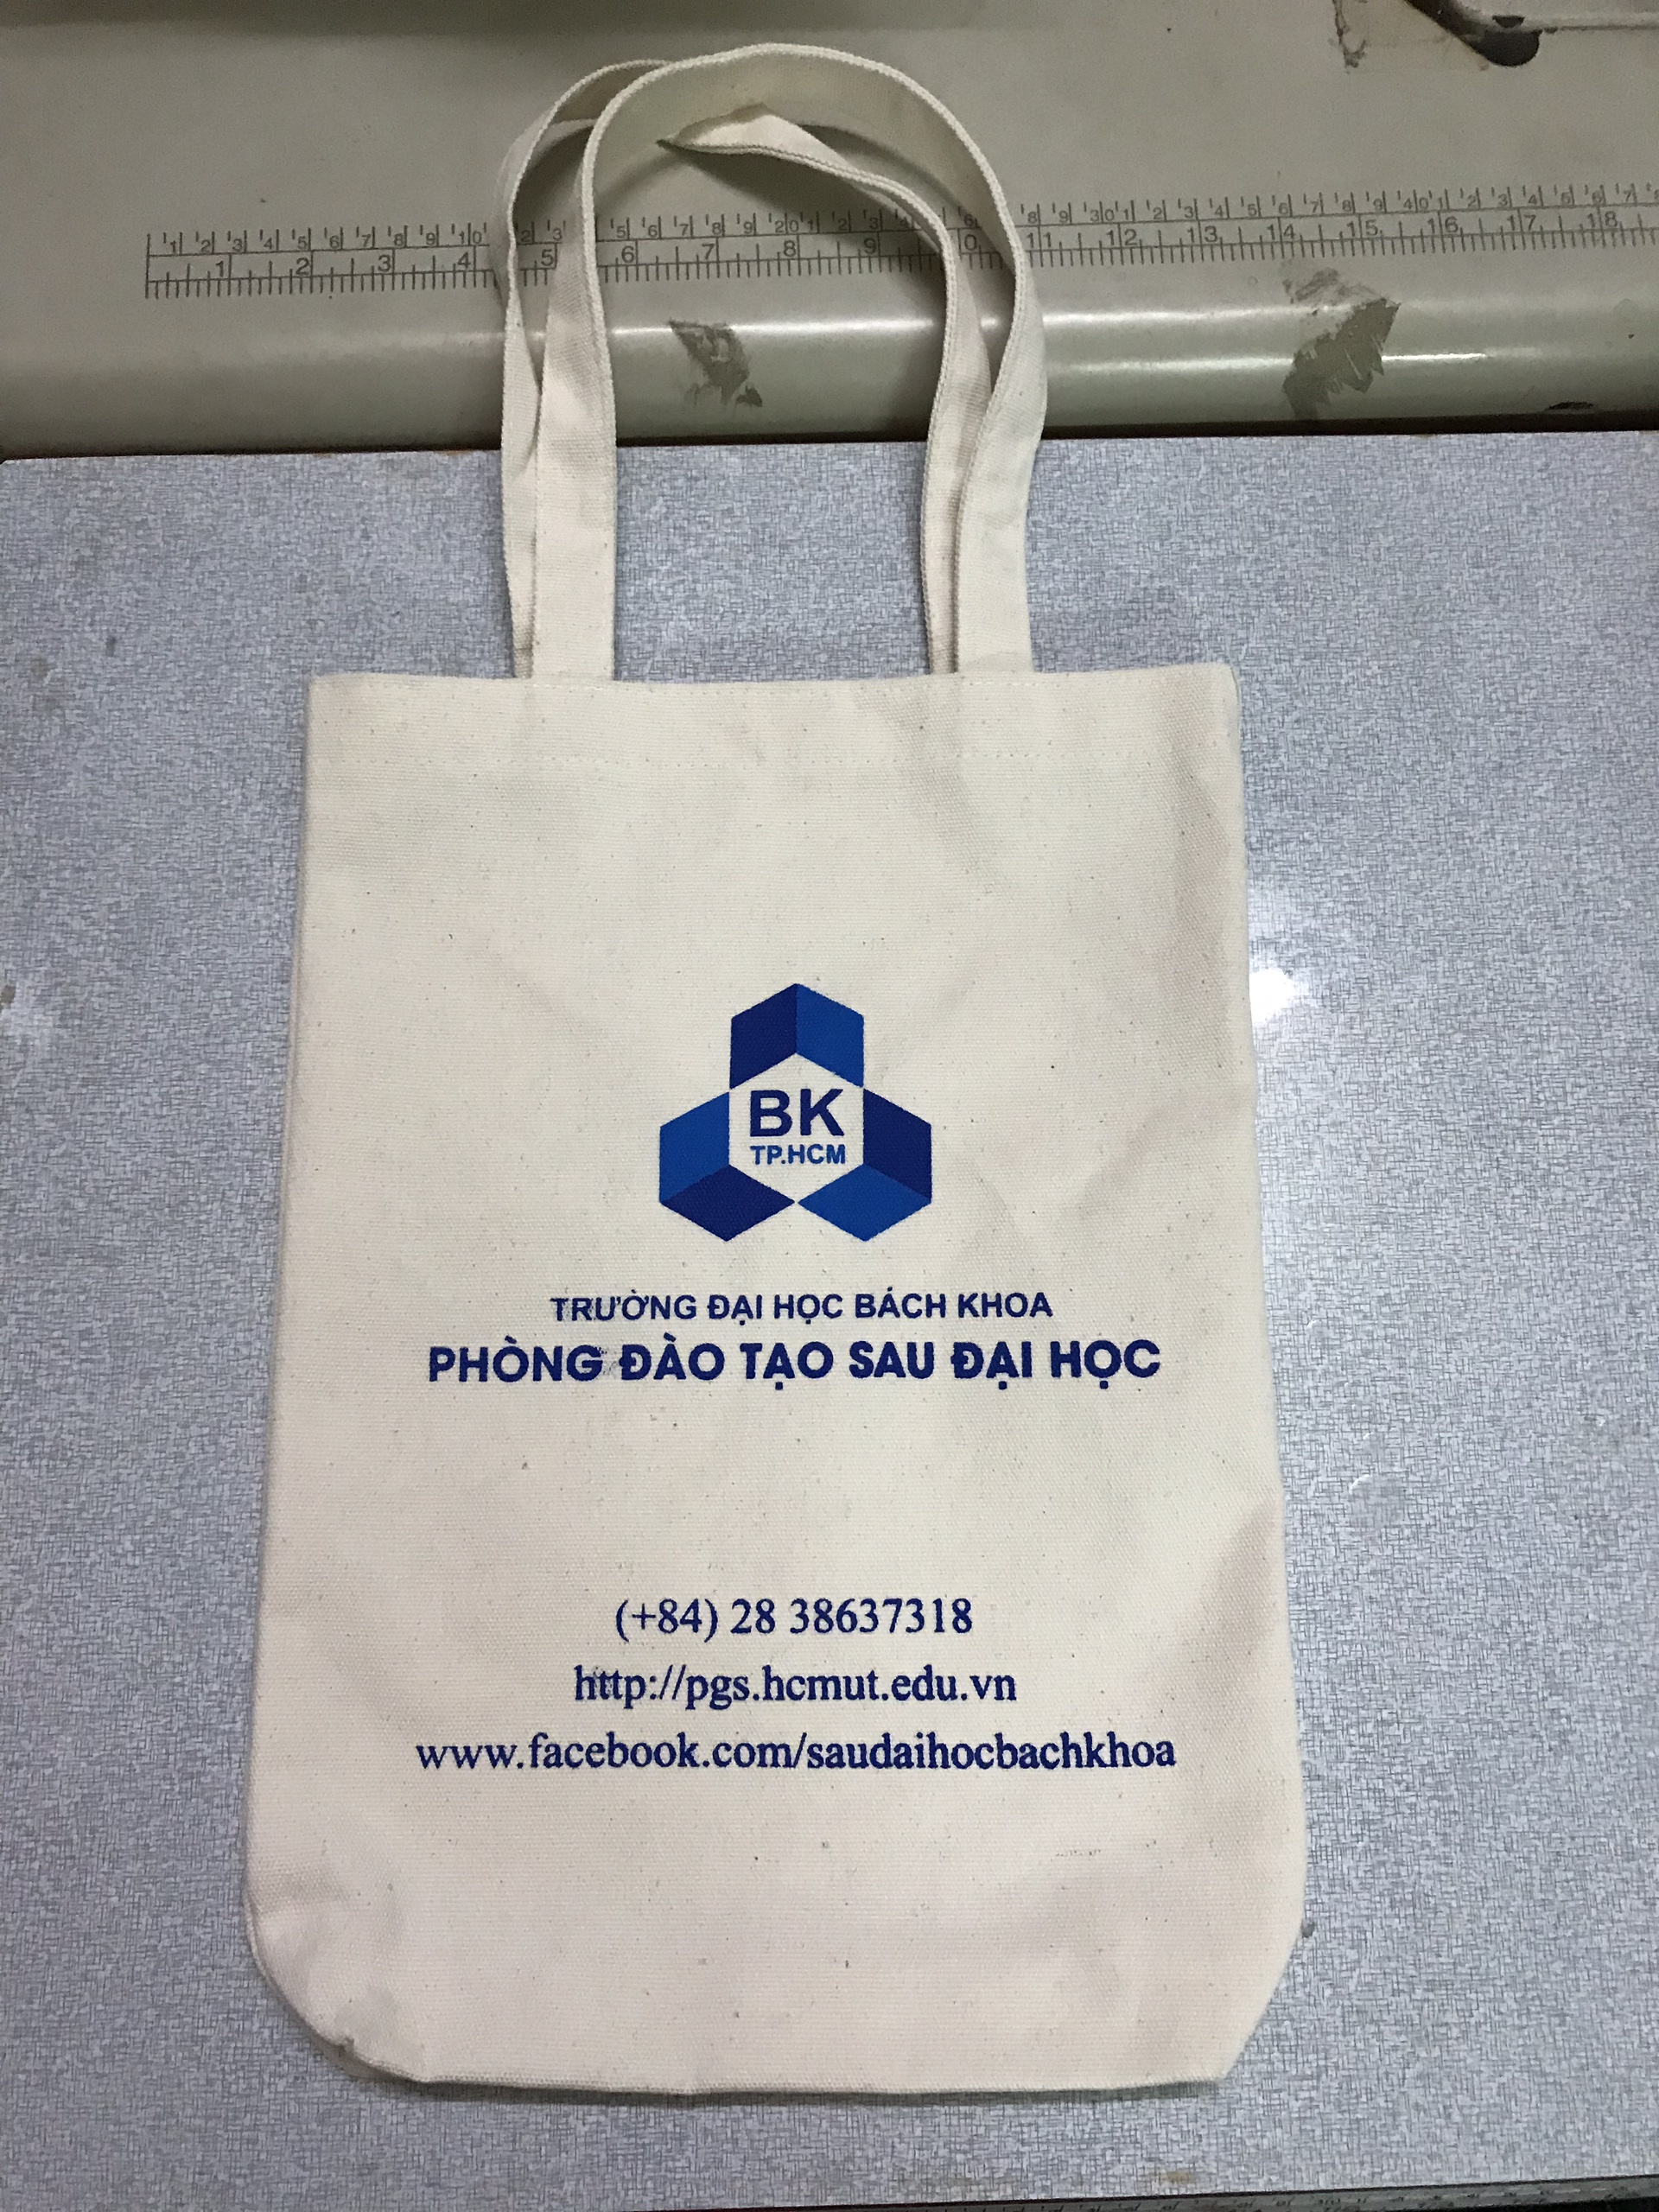 BK
TP.HCM
TRƯỜNG ĐẠI HỌC BÁCH KHOA
PHÒNG ĐÀO TẠO SAU ĐẠI HỌC
(+84) 28 38637318
http://pgs.hcmut.edu.vn
www.facebook.com/saudaihocbachkhoa